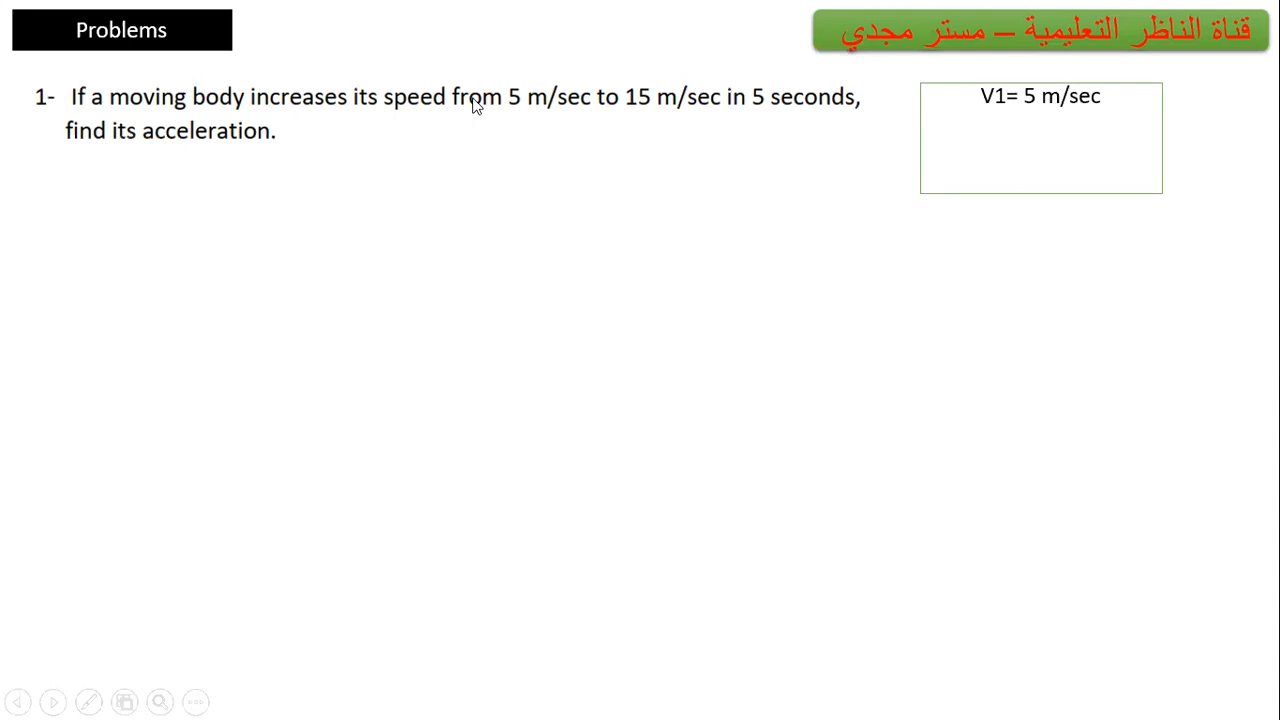 Problems
قناة الناظر التعليمية – مستر مجدي
1- If a moving body increases its speed from 5 m/sec to 15 m/sec in 5 seconds,
find its acceleration.
V1= 5 m/sec